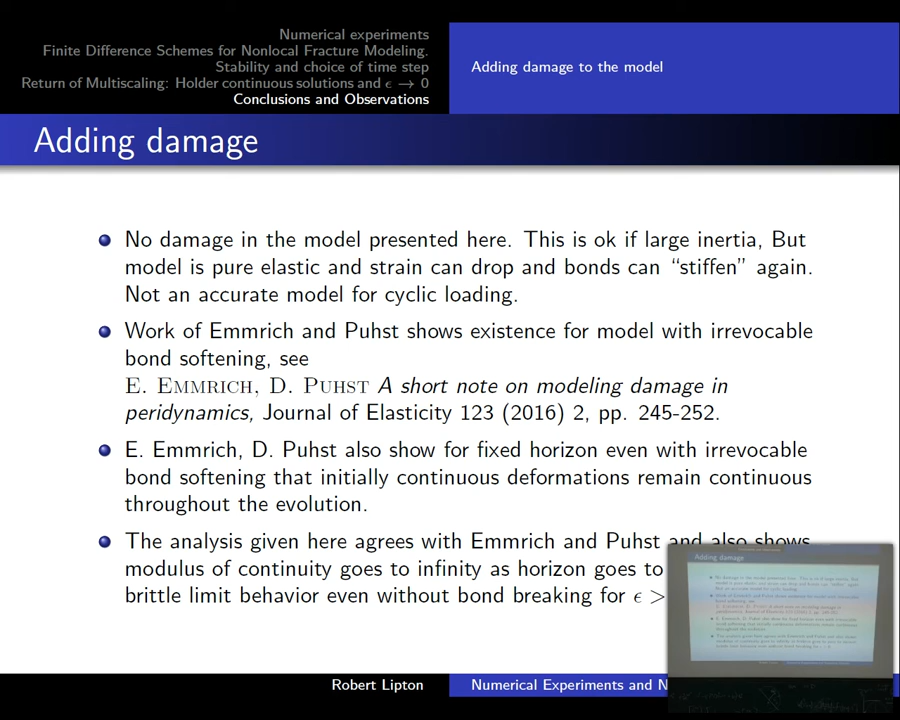 Numerical experiments
Finite Difference Schemes for Nonlocal Fracture Modeling.
Stability and choice of time step
Return of Multiscaling: Holder continuous solutions and ϵ → 0
Conclusions and Observations
Adding damage to the model
Adding damage
No damage in the model presented here. This is ok if large inertia, But
model is pure elastic and strain can drop and bonds can “stiffen” again.
Not an accurate model for cyclic loading.
Work of Emmrich and Puhst shows existence for model with irrevocable
bond softening, see
E. Emmrich, D. Puhst A short note on modeling damage in
peridynamics, Journal of Elasticity 123 (2016) 2, pp. 245-252.
E. Emmrich, D. Puhst also show for fixed horizon even with irrevocable
bond softening that initially continuous deformations remain continuous
throughout the evolution.
The analysis given here agrees with Emmrich and Puhst and also shows
modulus of continuity goes to infinity as horizon goes to
brittle limit behavior even without bond breaking for ϵ >
Adding damage
Robert Lipton
Numerical Experiments and N